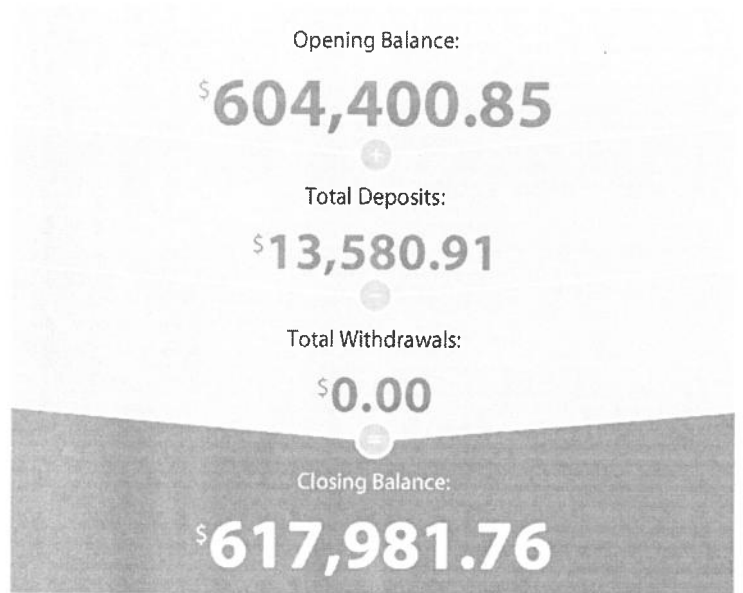 Opening Balance:
$604,400.85
+
Total Deposits:
$13,580.91
-
Total Withdrawals:
$0.00
=
Closing Balance:
$617,981.76